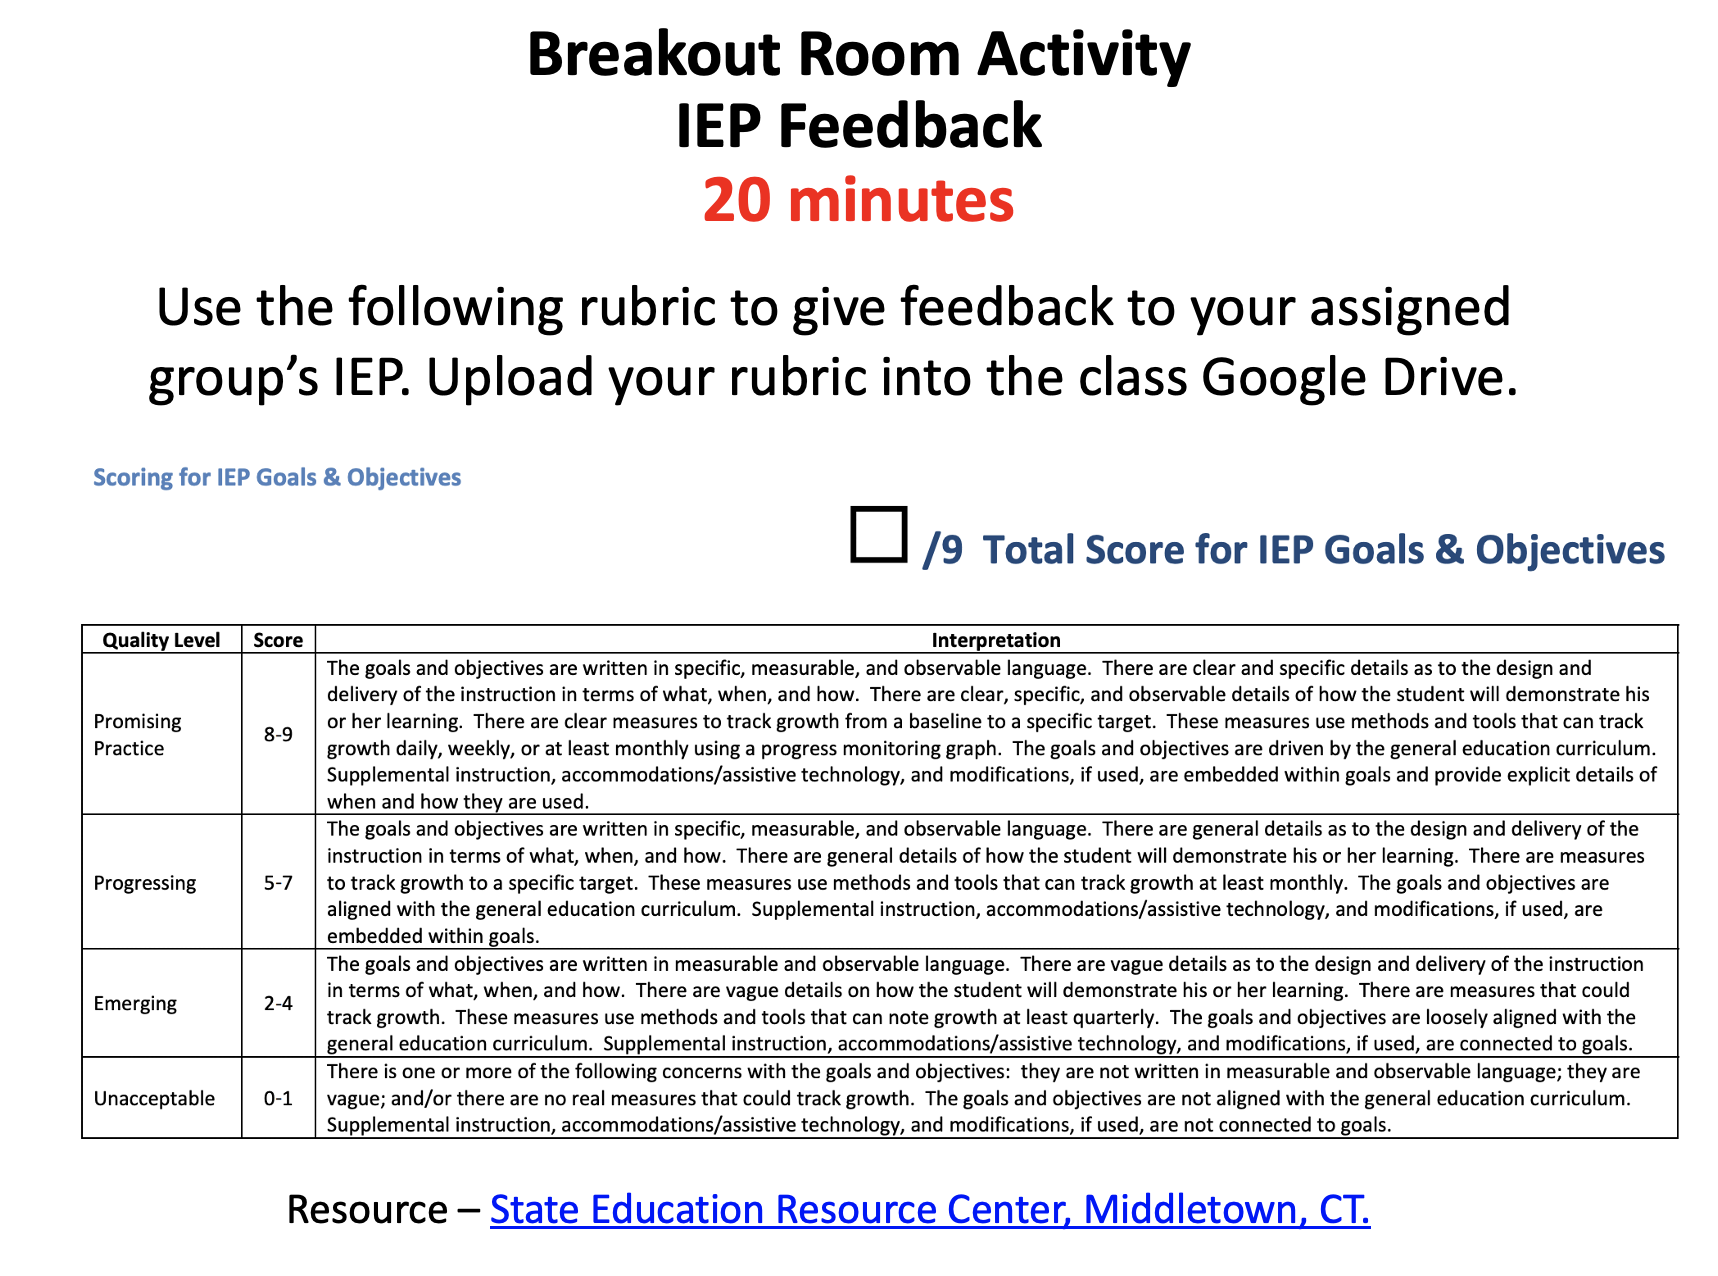 Breakout Room Activity
IEP Feedback
20 minutes
Use the following rubric to give feedback to your assigned
group’s IEP. Upload your rubric into the class Google Drive.
Scoring for IEP Goals & Objectives
/9 Total Score for IEP Goals & Objectives
Quality Level Score Interpretation
Promising Practice
8-9
The goals and objectives are written in specific, measurable, and observable language. There are clear and specific details as to the design and
delivery of the instruction in terms of what, when, and how. There are clear, specific, and observable details of how the student will demonstrate his
or her learning. There are clear measures to track growth from a baseline to a specific target. These measures use methods and tools that can track
growth daily, weekly, or at least monthly using a progress monitoring graph. The goals and objectives are driven by the general education curriculum.
Supplemental instruction, accommodations/assistive technology, and modifications, if used, are embedded within goals and provide explicit details of
when and how they are used.
Progressing
5-7
The goals and objectives are written in specific, measurable, and observable language. There are general details as to the design and delivery of the
instruction in terms of what, when, and how. There are general details of how the student will demonstrate his or her learning. There are measures
to track growth to a specific target. These measures use methods and tools that can track growth at least monthly. The goals and objectives are
aligned with the general education curriculum. Supplemental instruction, accommodations/assistive technology, and modifications, if used, are
embedded within goals.
Emerging
2-4
The goals and objectives are written in measurable and observable language. There are vague details as to the design and delivery of the instruction
in terms of what, when, and how. There are vague details on how the student will demonstrate his or her learning. There are measures that could
track growth. These measures use methods and tools that can note growth at least quarterly. The goals and objectives are loosely aligned with the
general education curriculum. Supplemental instruction, accommodations/assistive technology, and modifications, if used, are connected to goals.
Unacceptable
0-1
There is one or more of the following concerns with the goals and objectives: they are not written in measurable and observable language; they are
vague; and/or there are no real measures that could track growth. The goals and objectives are not aligned with the general education curriculum.
Supplemental instruction, accommodations/assistive technology, and modifications, if used, are not connected to goals.
Resource – State Education Resource Center, Middletown, CT.